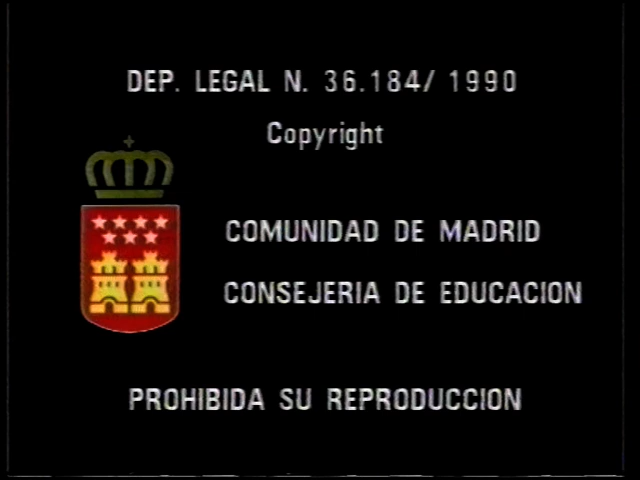 DEP. LEGAL N. 36.184/ 1990
Copyright
COMUNIDAD DE MADRID
CONSEJERIA DE EDUCACION
PROHIBIDA SU REPRODUCCION